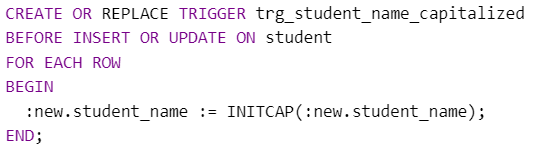 CREATE OR REPLACE TRIGGER trg_student_name_capitalized
BEFORE INSERT OR UPDATE ON student
FOR EACH ROW
BEGIN
  :new.student_name := INITCAP(:new.student_name);
END;